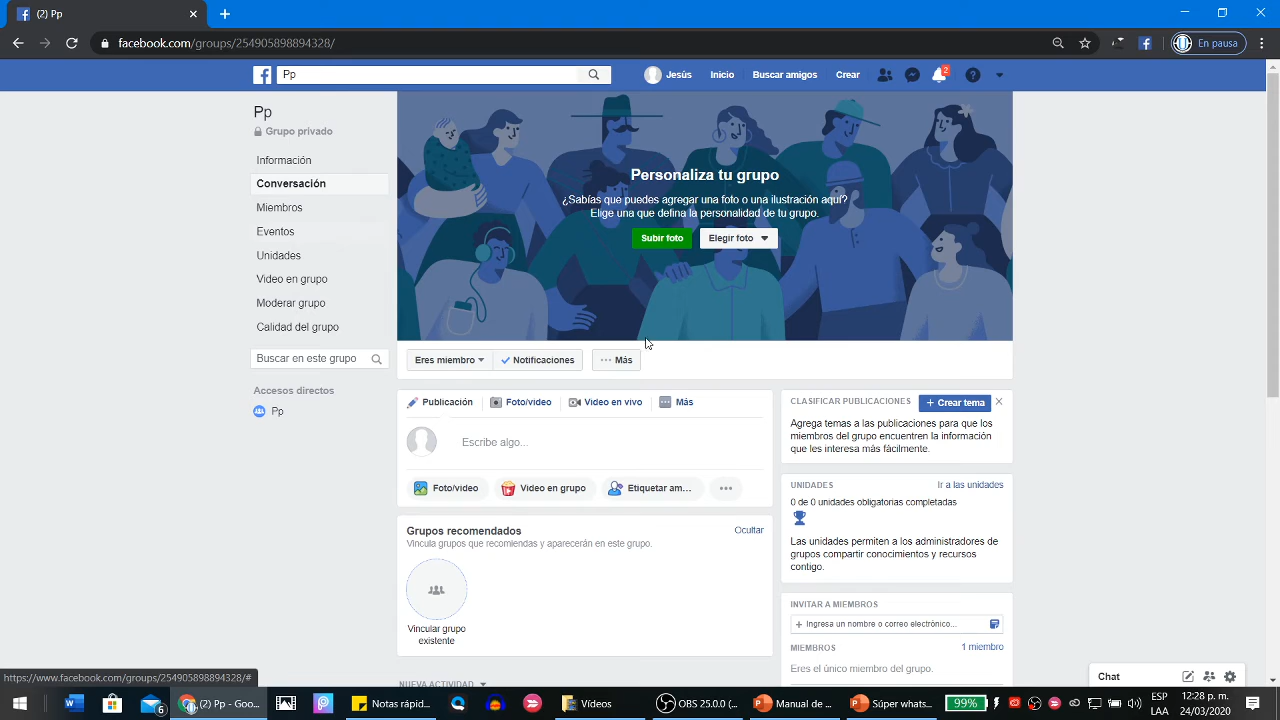 (2) Pp
facebook.com/groups/254905898894328/
En pausa
Pp
Jesús
Inicio
Buscar amigos
Crear
2
Pp
Grupo privado
Información
Conversación
Miembros
Eventos
Unidades
Video en grupo
Moderar grupo
Calidad del grupo
Buscar en este grupo
Accesos directos
Pp
Personaliza tu grupo
¿Sabías que puedes agregar una foto o una ilustración aquí?
Elige una que defina la personalidad de tu grupo.
Subir foto
Elegir foto
Eres miembro
Notificaciones
Más
Publicación
Foto/video
Video en vivo
Más
Escribe algo...
Foto/video
Video en grupo
Etiquetar am...
Grupos recomendados
Ocultar
Vincula grupos que recomiendas y aparecerán en este grupo.
Vincular grupo
existente
NUEVA ACTIVIDAD
CLASIFICAR PUBLICACIONES
+ Crear tema
Agrega temas a las publicaciones para que los
miembros del grupo encuentren la información
que les interesa más fácilmente.
UNIDADES
Ir a las unidades
0 de 0 unidades obligatorias completadas
Las unidades permiten a los administradores de
grupos compartir conocimientos y recursos
contigo.
INVITAR A MIEMBROS
+ Ingresa un nombre o correo electrónico...
MIEMBROS
1 miembro
Eres el único miembro del grupo.
Chat
https://www.facebook.com/groups/254905898894328/#
6
(2) Pp - Goo...
Notas rápid...
Vídeos
OBS 25.0.0 (...
Manual de ...
Súper whats...
99%
ESP
LAA
12:28 p. m.
24/03/2020